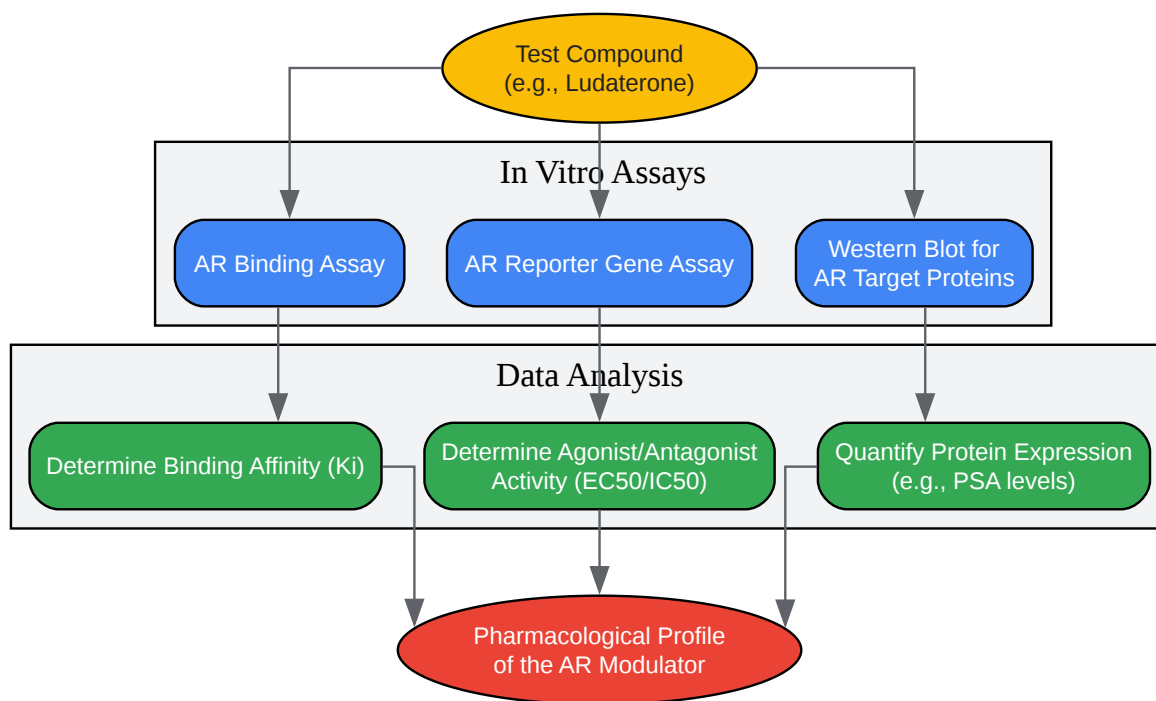 Test Compound
(e.g., Ludaterone)
In Vitro Assays
AR Binding Assay
AR Reporter Gene Assay
Western Blot for
AR Target Proteins
Data Analysis
Determine Binding Affinity (Ki)
Determine Agonist/Antagonist
Activity (EC50/IC50)
Quantify Protein Expression
(e.g., PSA levels)
Pharmacological Profile
of the AR Modulator